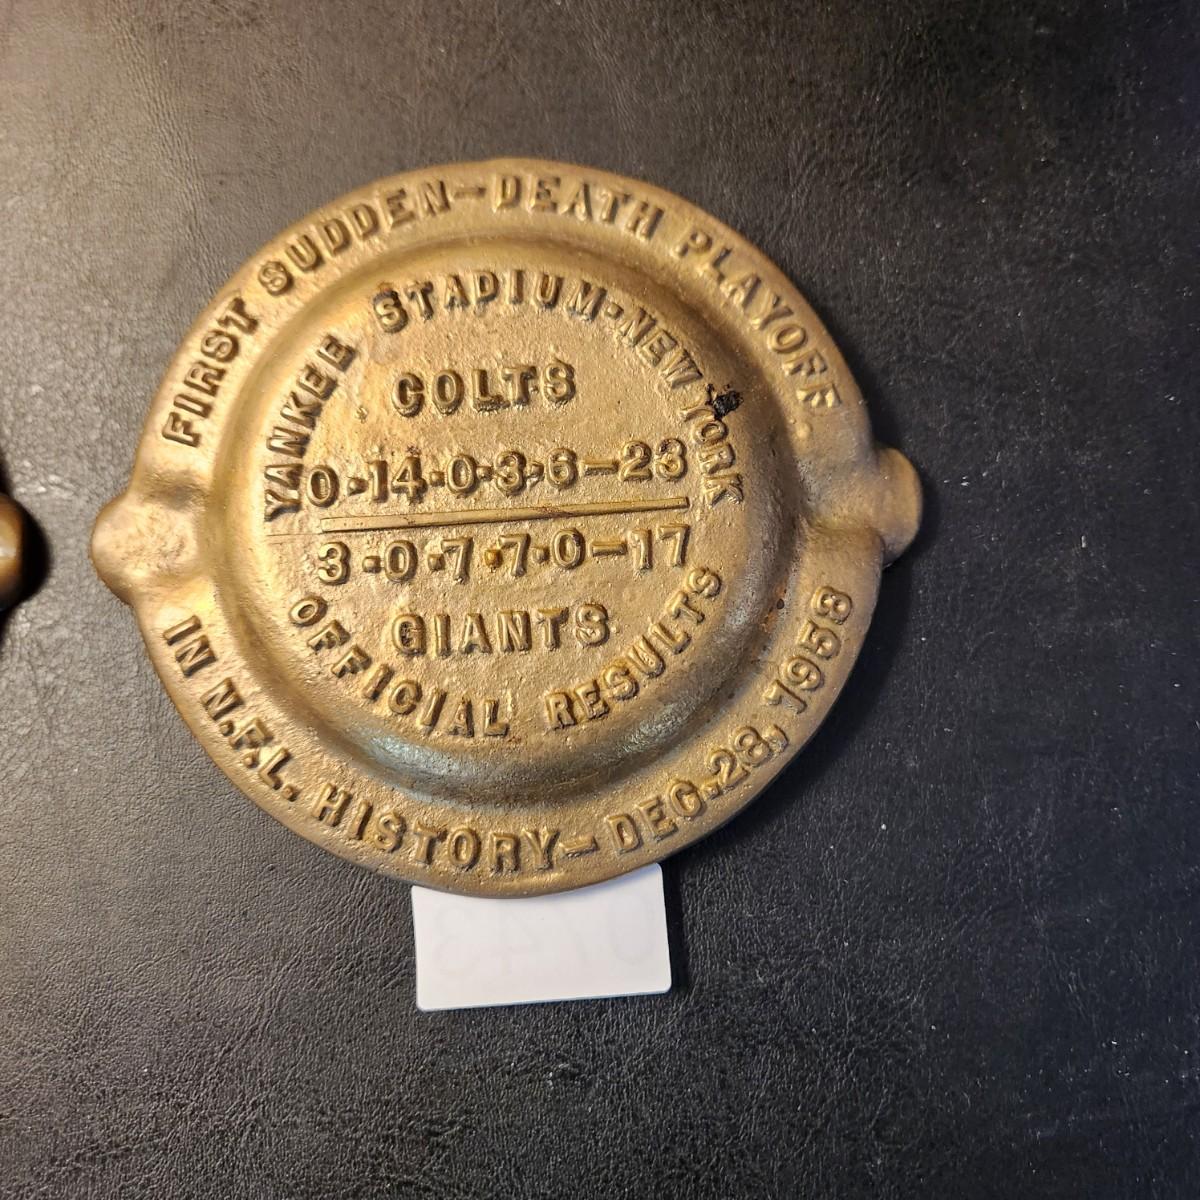 FIRST SUDDEN-DEATH PLAYOFF
IN N.F.L. HISTORY-DEC. 28, 1958
YANKEE STADIUM·NEW YORK
COLTS
0·14·0·3·6-23
3·0·7·7·0-17
GIANTS
OFFICIAL RESULTS